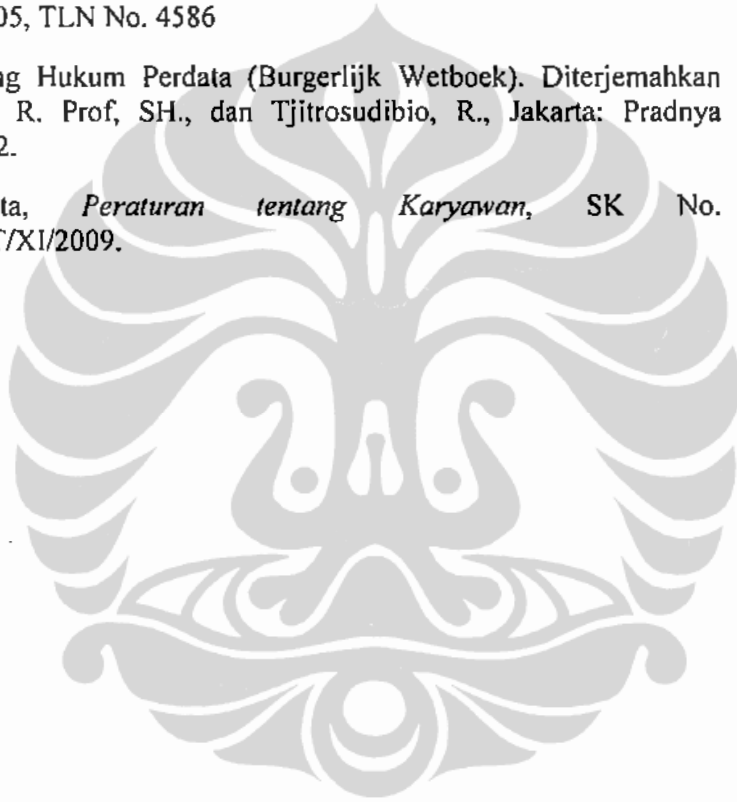 05, TLN No. 4586
ng Hukum Perdata (Burgerlijk Wetboek). Diterjemahkan
R. Prof, SH., dan Tjitrosudibio, R., Jakarta: Pradnya
2.
ta, Peraturan tentang Karyawan, SK No.
/XI/2009.